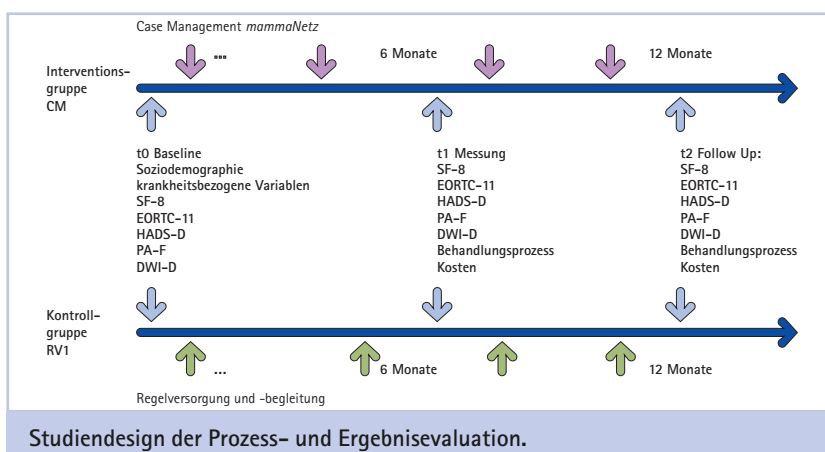 Case Management mammaNetz
... 6 Monate 12 Monate
Interventions-
gruppe
CM
t0 Baseline
Soziodemographie
krankheitsbezogene Variablen
SF-8
EORTC-11
HADS-D
PA-F
DWI-D
t1 Messung
SF-8
EORTC-11
HADS-D
PA-F
DWI-D
Behandlungsprozess
Kosten
t2 Follow Up:
SF-8
EORTC-11
HADS-D
PA-F
DWI-D
Behandlungsprozess
Kosten
Kontroll-
gruppe
RV1
... 6 Monate 12 Monate
Regelversorgung und -begleitung
Studiendesign der Prozess- und Ergebnisevaluation.